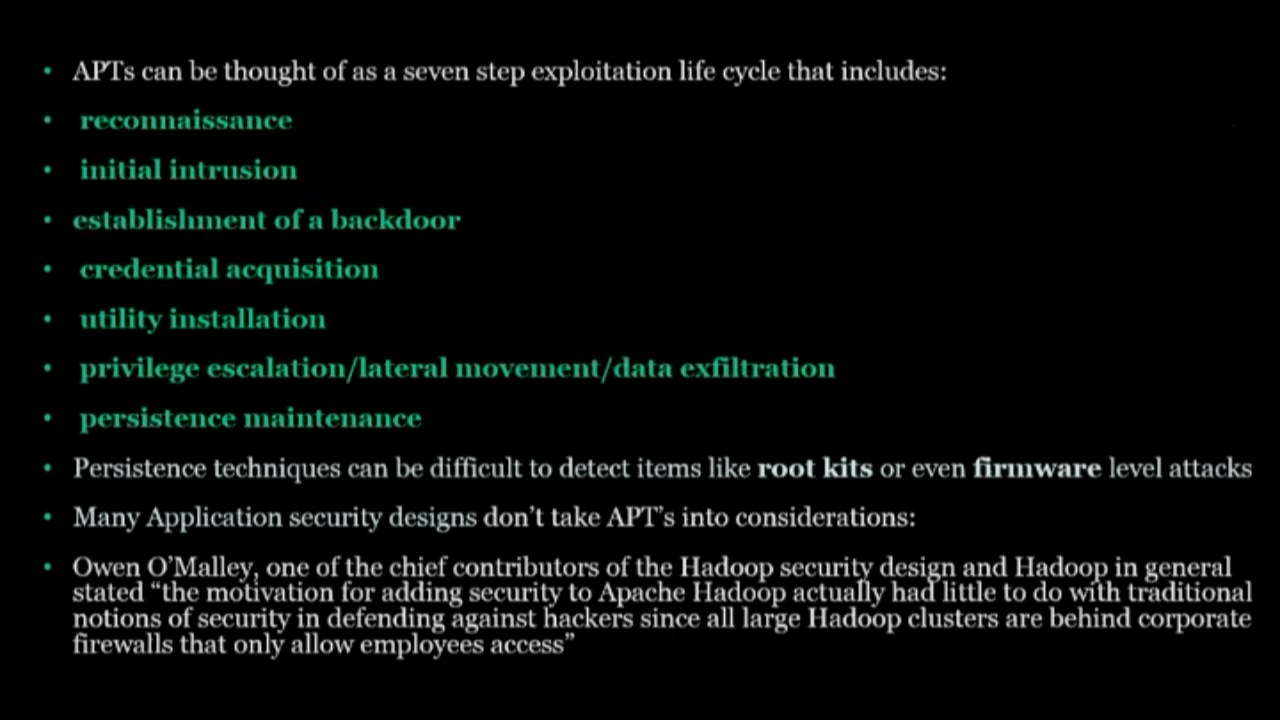 • APTs can be thought of as a seven step exploitation life cycle that includes:
• reconnaissance
• initial intrusion
• establishment of a backdoor
• credential acquisition
• utility installation
• privilege escalation/lateral movement/data exfiltration
• persistence maintenance
• Persistence techniques can be difficult to detect items like root kits or even firmware level attacks
• Many Application security designs don’t take APT’s into considerations:
• Owen O’Malley, one of the chief contributors of the Hadoop security design and Hadoop in general
stated “the motivation for adding security to Apache Hadoop actually had little to do with traditional
notions of security in defending against hackers since all large Hadoop clusters are behind corporate
firewalls that only allow employees access”